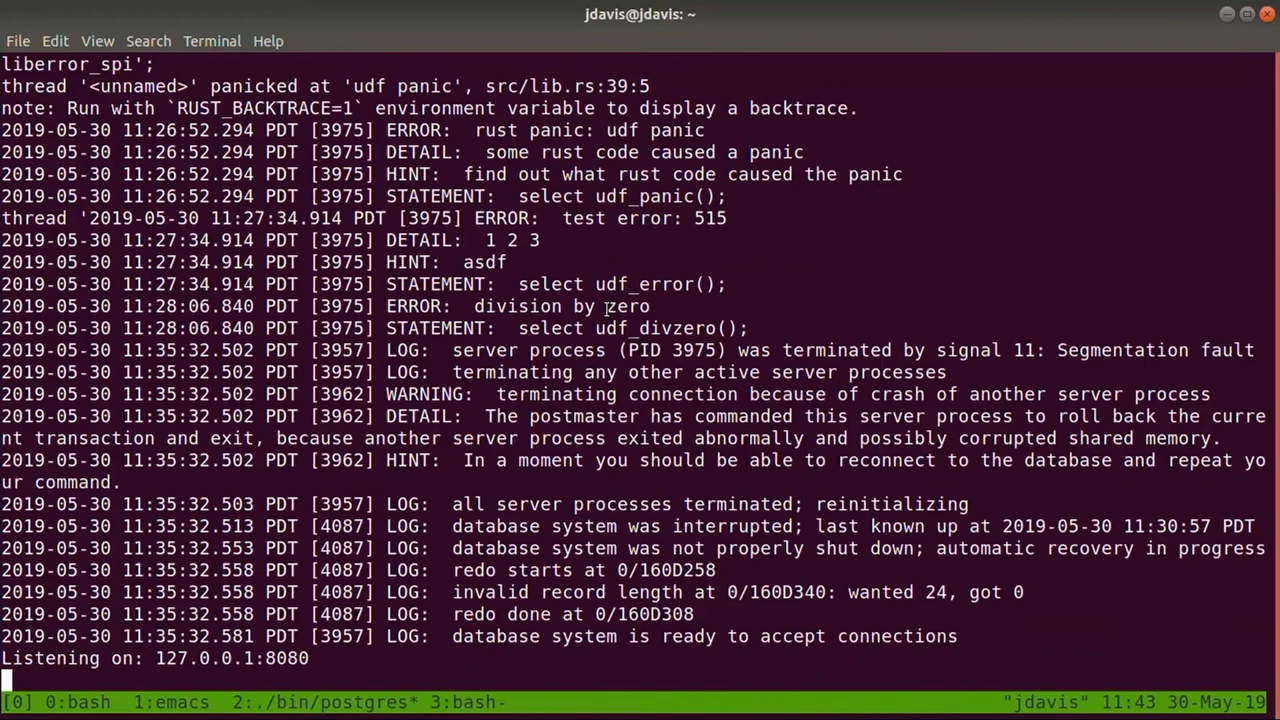 jdavis@jdavis: ~
File Edit View Search Terminal Help
liberror_spi';
thread '<unnamed>' panicked at 'udf panic', src/lib.rs:39:5
note: Run with `RUST_BACKTRACE=1` environment variable to display a backtrace.
2019-05-30 11:26:52.294 PDT [3975] ERROR:  rust panic: udf panic
2019-05-30 11:26:52.294 PDT [3975] DETAIL:  some rust code caused a panic
2019-05-30 11:26:52.294 PDT [3975] HINT:  find out what rust code caused the panic
2019-05-30 11:26:52.294 PDT [3975] STATEMENT:  select udf_panic();
thread '2019-05-30 11:27:34.914 PDT [3975] ERROR:  test error: 515
2019-05-30 11:27:34.914 PDT [3975] DETAIL:  1 2 3
2019-05-30 11:27:34.914 PDT [3975] HINT:  asdf
2019-05-30 11:27:34.914 PDT [3975] STATEMENT:  select udf_error();
2019-05-30 11:28:06.840 PDT [3975] ERROR:  division by zero
2019-05-30 11:28:06.840 PDT [3975] STATEMENT:  select udf_divzero();
2019-05-30 11:35:32.502 PDT [3957] LOG:  server process (PID 3975) was terminated by signal 11: Segmentation fault
2019-05-30 11:35:32.502 PDT [3957] LOG:  terminating any other active server processes
2019-05-30 11:35:32.502 PDT [3962] WARNING:  terminating connection because of crash of another server process
2019-05-30 11:35:32.502 PDT [3962] DETAIL:  The postmaster has commanded this server process to roll back the curre
nt transaction and exit, because another server process exited abnormally and possibly corrupted shared memory.
2019-05-30 11:35:32.502 PDT [3962] HINT:  In a moment you should be able to reconnect to the database and repeat yo
ur command.
2019-05-30 11:35:32.503 PDT [3957] LOG:  all server processes terminated; reinitializing
2019-05-30 11:35:32.513 PDT [4087] LOG:  database system was interrupted; last known up at 2019-05-30 11:30:57 PDT
2019-05-30 11:35:32.553 PDT [4087] LOG:  database system was not properly shut down; automatic recovery in progress
2019-05-30 11:35:32.558 PDT [4087] LOG:  redo starts at 0/160D258
2019-05-30 11:35:32.558 PDT [4087] LOG:  invalid record length at 0/160D340: wanted 24, got 0
2019-05-30 11:35:32.558 PDT [4087] LOG:  redo done at 0/160D308
2019-05-30 11:35:32.581 PDT [3957] LOG:  database system is ready to accept connections
Listening on: 127.0.0.1:8080
[0] 0:bash  1:emacs  2:./bin/postgres* 3:bash-  "jdavis" 11:43 30-May-19